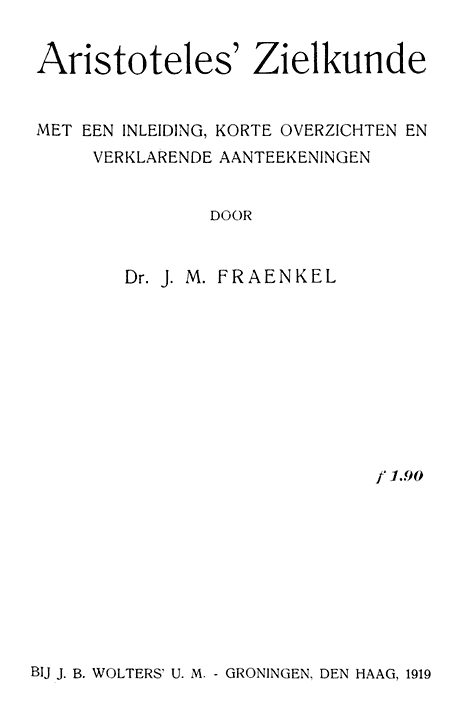 Aristoteles' Zielkunde
MET EEN INLEIDING, KORTE OVERZICHTEN EN
VERKLARENDE AANTEEKENINGEN
DOOR
Dr. J. M. FRAENKEL
f 1.90
BIJ J. B. WOLTERS' U. M. - GRONINGEN, DEN HAAG, 1919